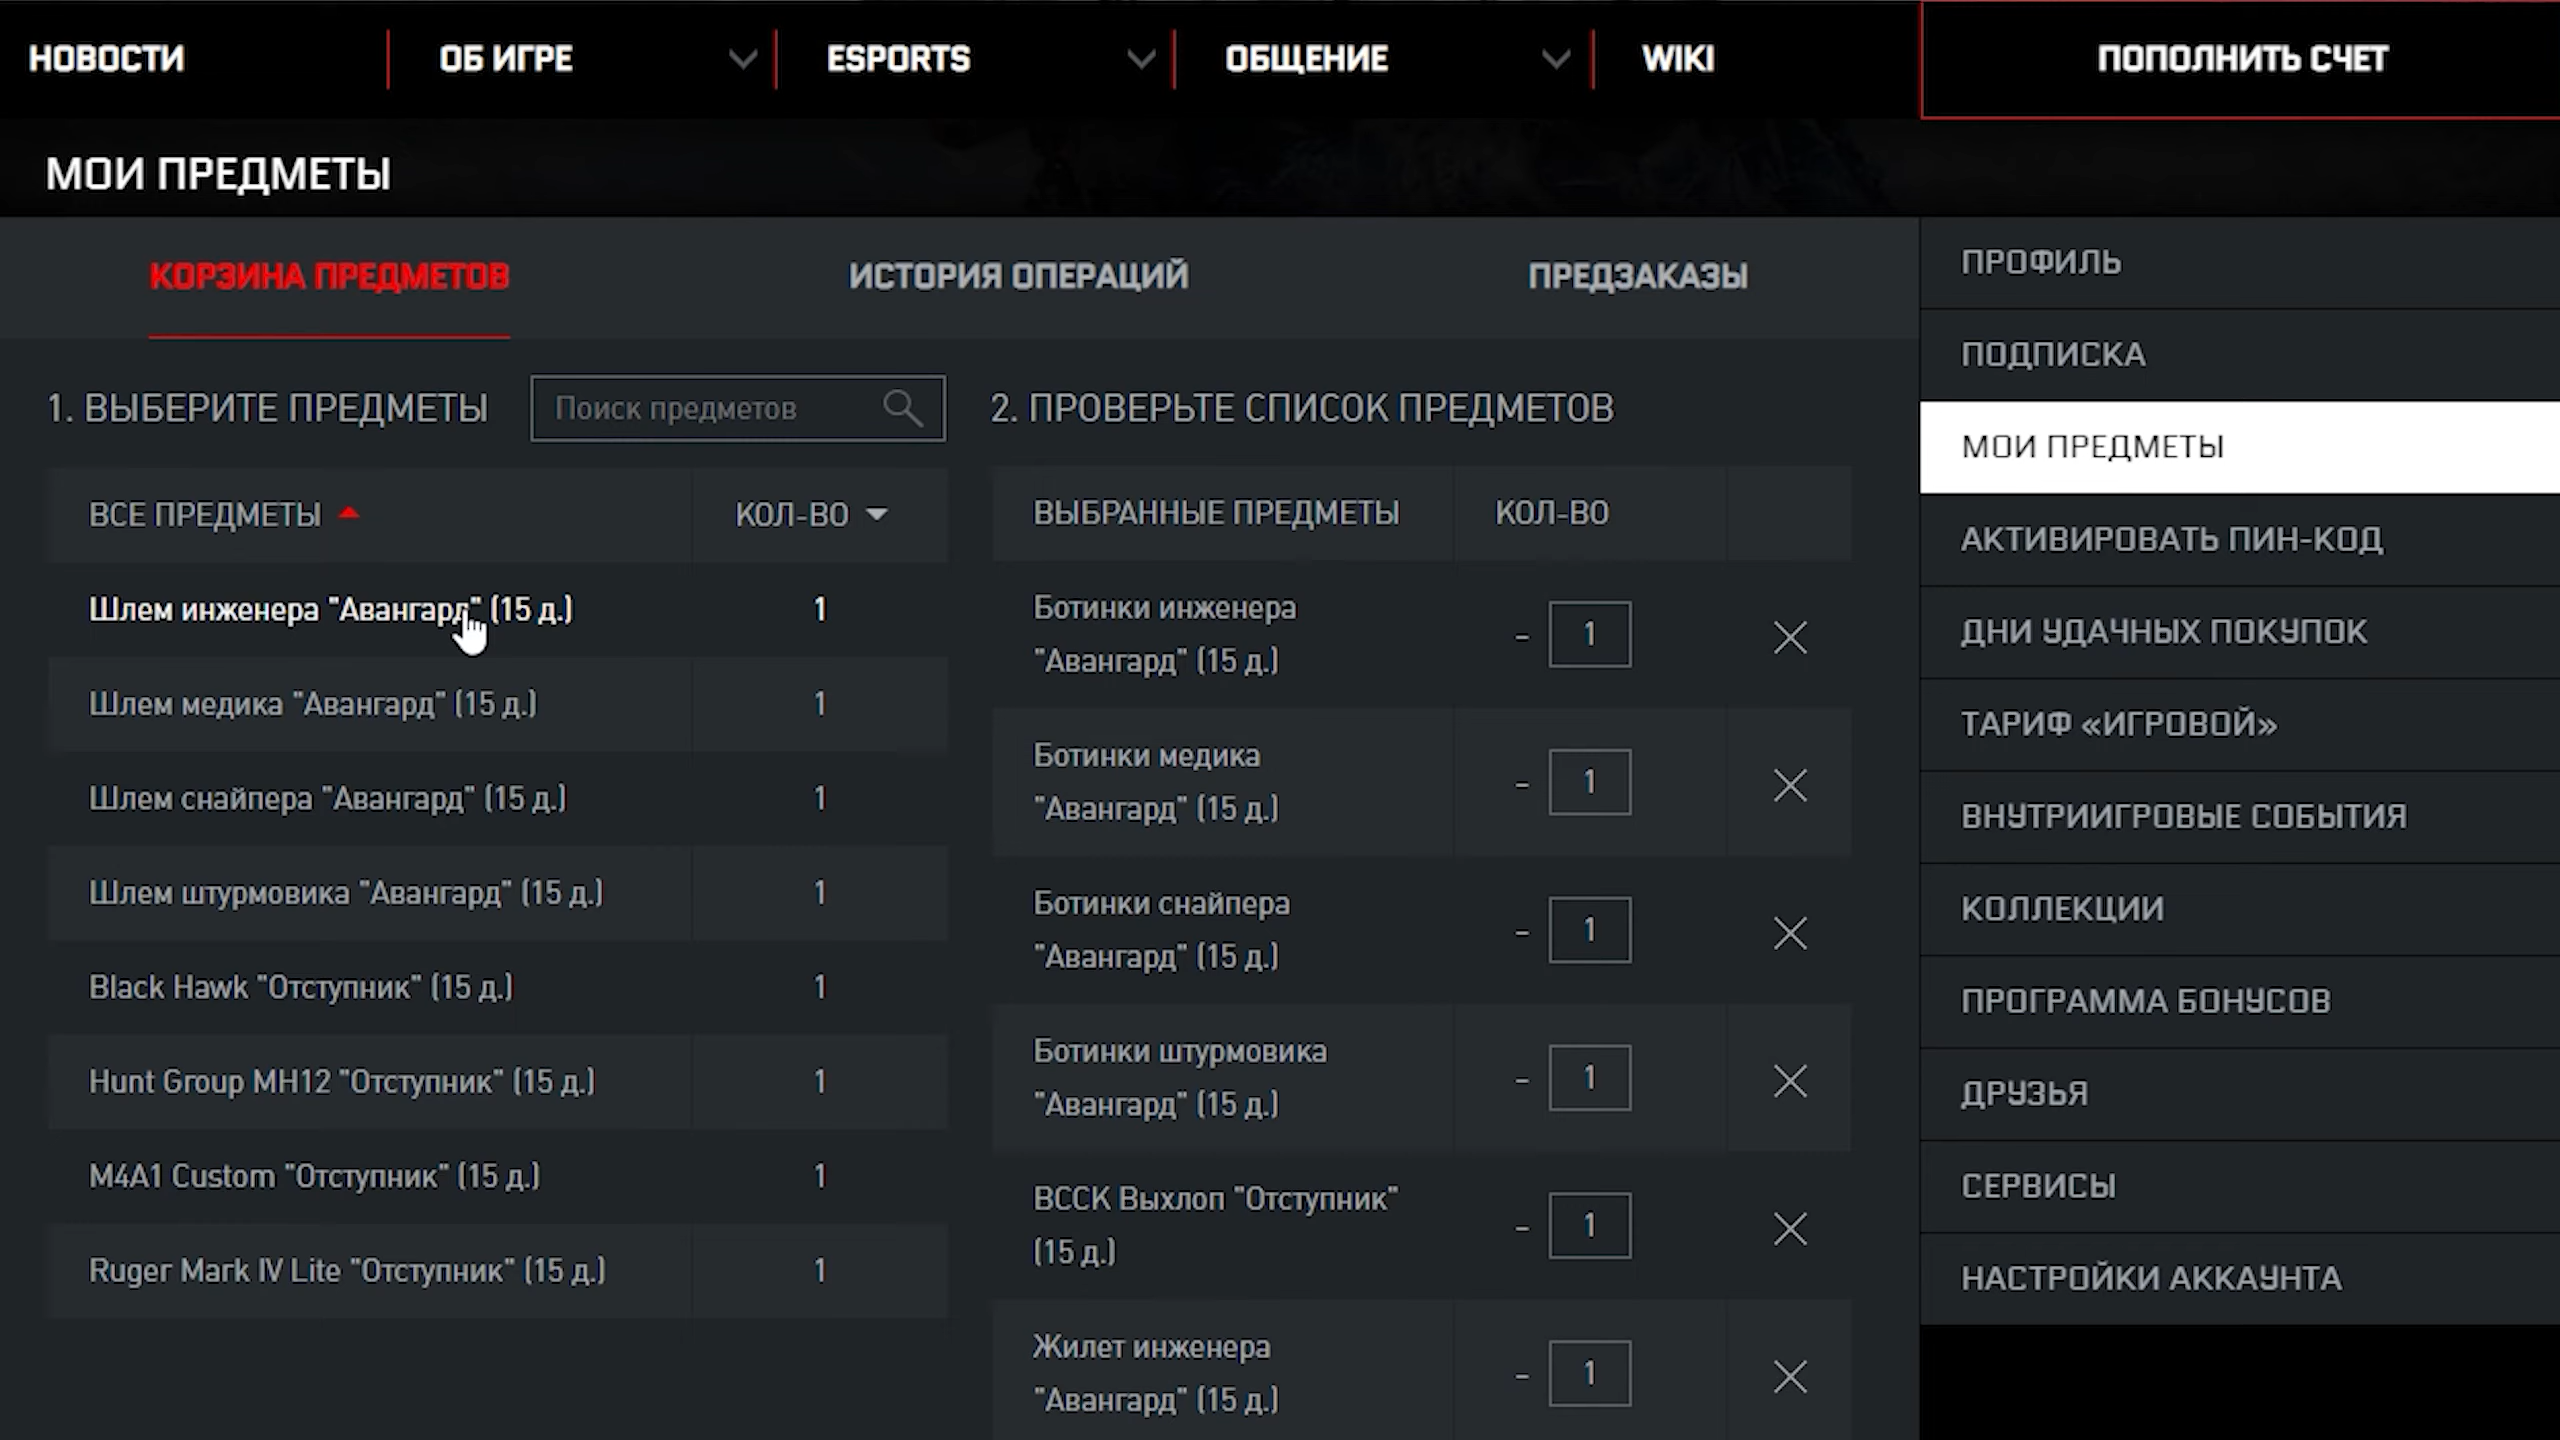 НОВОСТИ
ОБ ИГРЕ
ESPORTS
ОБЩЕНИЕ
WIKI
ПОПОЛНИТЬ СЧЕТ
МОИ ПРЕДМЕТЫ
КОРЗИНА ПРЕДМЕТОВ
ИСТОРИЯ ОПЕРАЦИЙ
ПРЕДЗАКАЗЫ
1. ВЫБЕРИТЕ ПРЕДМЕТЫ
Поиск предметов
ВСЕ ПРЕДМЕТЫ
КОЛ-ВО
Шлем инженера "Авангард" (15 д.)
1
Шлем медика "Авангард" (15 д.)
1
Шлем снайпера "Авангард" (15 д.)
1
Шлем штурмовика "Авангард" (15 д.)
1
Black Hawk "Отступник" (15 д.)
1
Hunt Group MH12 "Отступник" (15 д.)
1
M4A1 Custom "Отступник" (15 д.)
1
Ruger Mark IV Lite "Отступник" (15 д.)
1
2. ПРОВЕРЬТЕ СПИСОК ПРЕДМЕТОВ
ВЫБРАННЫЕ ПРЕДМЕТЫ
КОЛ-ВО
Ботинки инженера
"Авангард" (15 д.)
- 1
Ботинки медика
"Авангард" (15 д.)
- 1
Ботинки снайпера
"Авангард" (15 д.)
- 1
Ботинки штурмовика
"Авангард" (15 д.)
- 1
ВССК Выхлоп "Отступник"
(15 д.)
- 1
Жилет инженера
"Авангард" (15 д.)
- 1
ПРОФИЛЬ
ПОДПИСКА
МОИ ПРЕДМЕТЫ
АКТИВИРОВАТЬ ПИН-КОД
ДНИ УДАЧНЫХ ПОКУПОК
ТАРИФ «ИГРОВОЙ»
ВНУТРИИГРОВЫЕ СОБЫТИЯ
КОЛЛЕКЦИИ
ПРОГРАММА БОНУСОВ
ДРУЗЬЯ
СЕРВИСЫ
НАСТРОЙКИ АККАУНТА